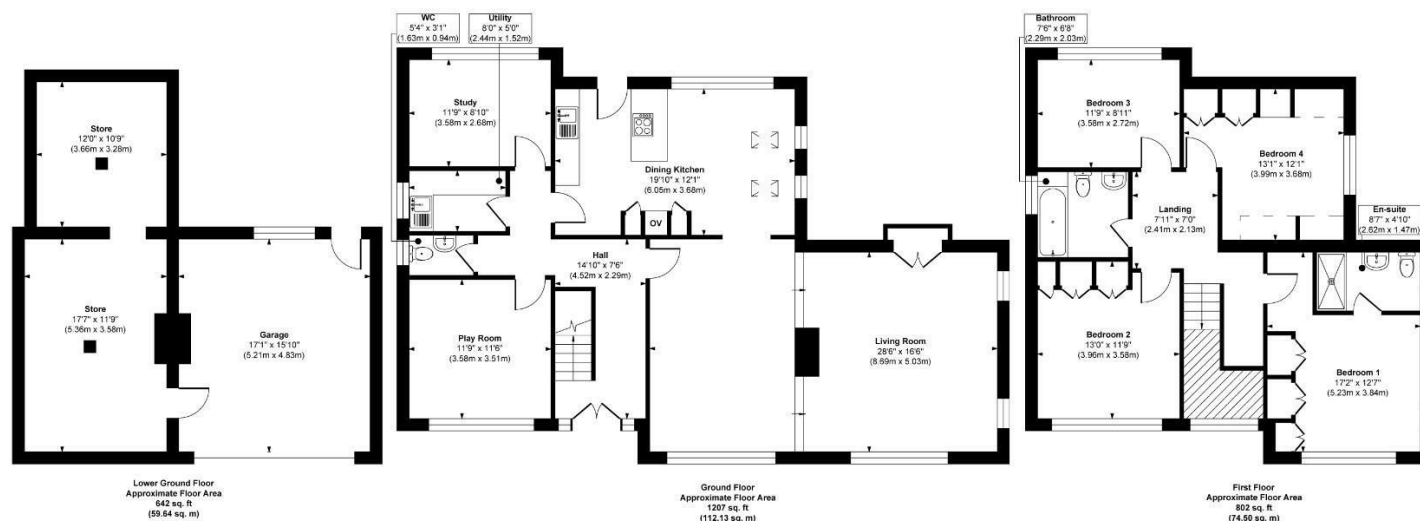 WC
5'4" x 3'1"
(1.63m x 0.94m)
Utility
8'0" x 5'0"
(2.44m x 1.52m)
Bathroom
7'6" x 6'8"
(2.29m x 2.03m)
Store
12'0" x 10'9"
(3.66m x 3.28m)
Store
17'7" x 11'9"
(5.36m x 3.58m)
Garage
17'1" x 15'10"
(5.21m x 4.83m)
Lower Ground Floor
Approximate Floor Area
642 sq. ft
(59.64 sq. m)
Study
11'9" x 8'10"
(3.58m x 2.68m)
Dining Kitchen
19'10" x 12'1"
(6.05m x 3.68m)
OV
Hall
14'10" x 7'6"
(4.52m x 2.29m)
Play Room
11'9" x 11'6"
(3.58m x 3.51m)
Living Room
28'6" x 16'6"
(8.69m x 5.03m)
Ground Floor
Approximate Floor Area
1207 sq. ft
(112.13 sq. m)
Bedroom 3
11'9" x 8'11"
(3.58m x 2.72m)
Bedroom 4
13'1" x 12'1"
(3.99m x 3.68m)
Landing
7'11" x 7'0"
(2.41m x 2.13m)
En-suite
8'7" x 4'10"
(2.62m x 1.47m)
Bedroom 2
13'0" x 11'9"
(3.96m x 3.58m)
Bedroom 1
17'2" x 12'7"
(5.23m x 3.84m)
First Floor
Approximate Floor Area
802 sq. ft
(74.50 sq. m)